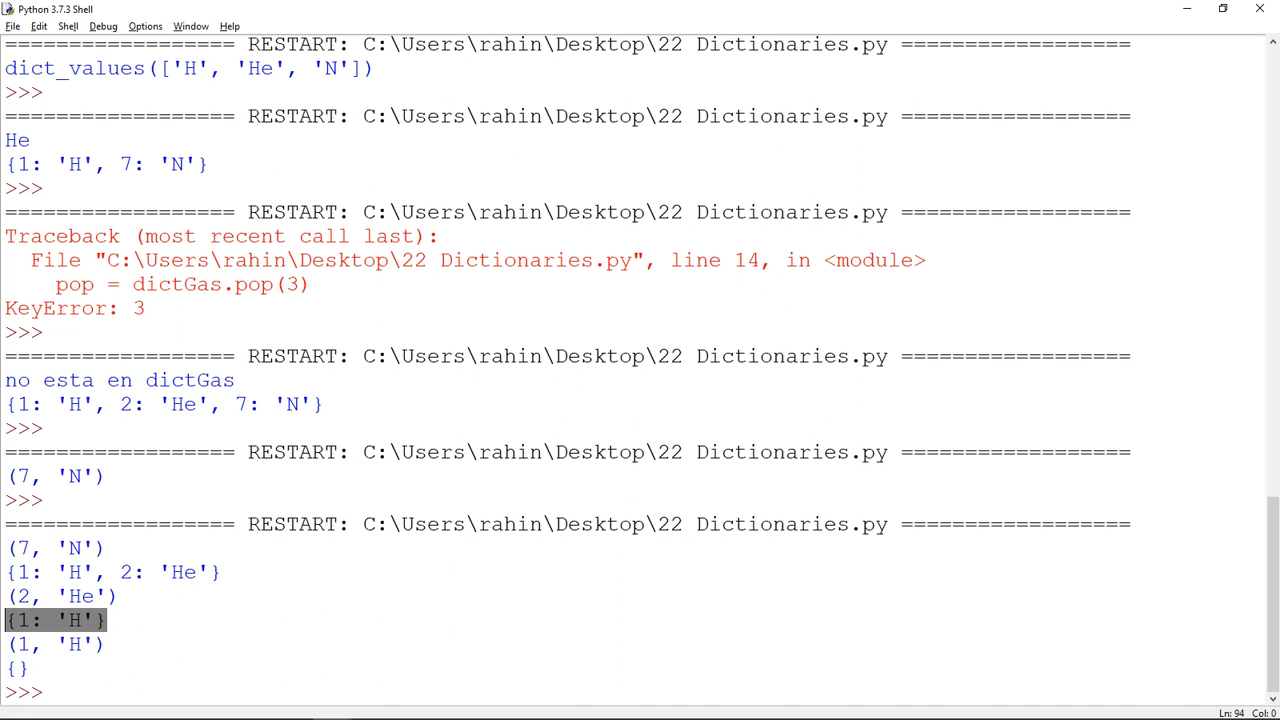 Python 3.7.3 Shell
File Edit Shell Debug Options Window Help
================== RESTART: C:\Users\rahin\Desktop\22 Dictionaries.py ==================
dict_values(['H', 'He', 'N'])
>>>
================== RESTART: C:\Users\rahin\Desktop\22 Dictionaries.py ==================
He
{1: 'H', 7: 'N'}
>>>
================== RESTART: C:\Users\rahin\Desktop\22 Dictionaries.py ==================
Traceback (most recent call last):
  File "C:\Users\rahin\Desktop\22 Dictionaries.py", line 14, in <module>
    pop = dictGas.pop(3)
KeyError: 3
>>>
================== RESTART: C:\Users\rahin\Desktop\22 Dictionaries.py ==================
no esta en dictGas
{1: 'H', 2: 'He', 7: 'N'}
>>>
================== RESTART: C:\Users\rahin\Desktop\22 Dictionaries.py ==================
(7, 'N')
>>>
================== RESTART: C:\Users\rahin\Desktop\22 Dictionaries.py ==================
(7, 'N')
{1: 'H', 2: 'He'}
(2, 'He')
{1: 'H'}
(1, 'H')
{}
>>>
Ln: 94 Col: 0